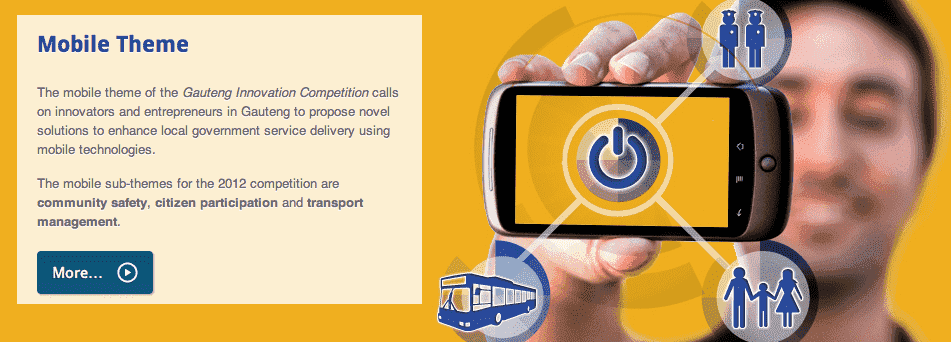 Mobile Theme
The mobile theme of the Gauteng Innovation Competition calls
on innovators and entrepreneurs in Gauteng to propose novel
solutions to enhance local government service delivery using
mobile technologies.
The mobile sub-themes for the 2012 competition are
community safety, citizen participation and transport
management.
More...